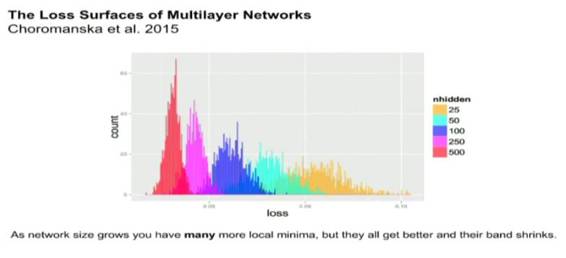 The Loss Surfaces of Multilayer Networks
Choromanska et al. 2015
count
nhidden
25
50
100
250
500
loss
As network size grows you have many more local minima, but they all get better and their band shrinks.